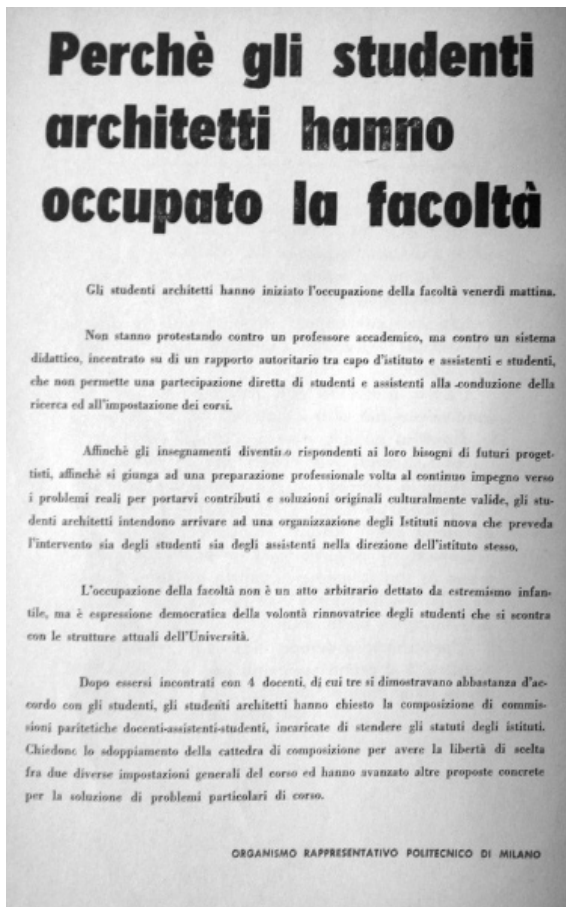 Perchè gli studenti
architetti hanno
occupato la facoltà
Gli studenti architetti hanno iniziato l'occupazione della facoltà venerdì mattina.
Non stanno protestando contro un professore accademico, ma contro un sistema
didattico, incentrato su di un rapporto autoritario tra capo d'istituto e assistenti e studenti,
che non permette una partecipazione diretta di studenti e assistenti alla conduzione della
ricerca ed all'impostazione dei corsi.
Affinchè gli insegnamenti diventino rispondenti ai loro bisogni di futuri proget-
tisti, affinchè si giunga ad una preparazione professionale volta al continuo impegno verso
i problemi reali per portarvi contributi e soluzioni originali culturalmente valide, gli stu-
denti architetti intendono arrivare ad una organizzazione degli Istituti nuova che preveda
l'intervento sia degli studenti sia degli assistenti nella direzione dell'istituto stesso.
L'occupazione della facoltà non è un atto arbitrario dettato da estremismo infan-
tile, ma è espressione democratica della volontà rinnovatrice degli studenti che si scontra
con le strutture attuali dell'Università.
Dopo essersi incontrati con 4 docenti, di cui tre si dimostravano abbastanza d'ac-
cordo con gli studenti, gli studenti architetti hanno chiesto la composizione di commis-
sioni paritetiche docenti-assistenti-studenti, incaricate di stendere gli statuti degli istituti.
Chiedono lo sdoppiamento della cattedra di composizione per avere la libertà di scelta
fra due diverse impostazioni generali del corso ed hanno avanzato altre proposte concrete
per la soluzione di problemi particolari di corso.
ORGANISMO RAPPRESENTATIVO POLITECNICO DI MILANO